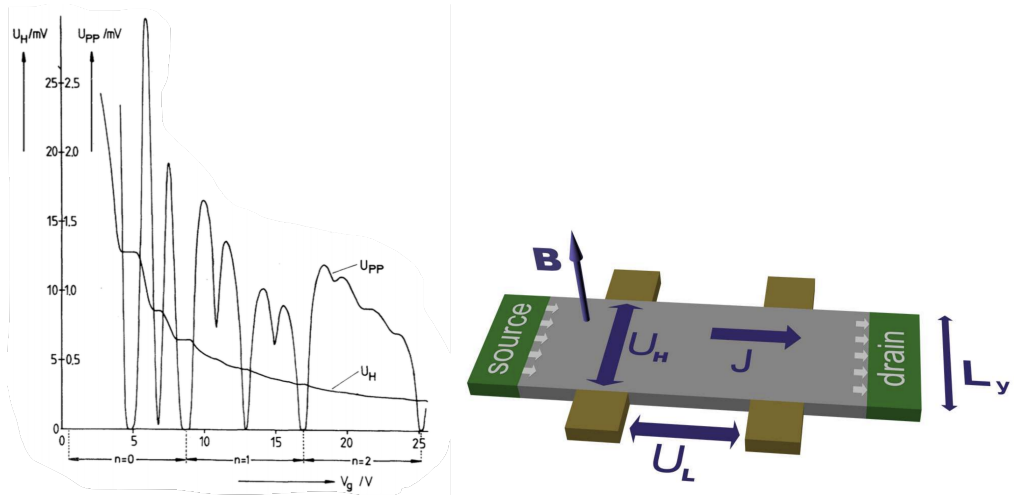 U_H/mV
U_PP/mV
25
2.5
20
2.0
15
1.5
10
1.0
5
0.5
0
U_PP
U_H
0
5
10
15
20
25
n=0
n=1
n=2
V_g / V
B
source
U_H
J
drain
L_y
U_L